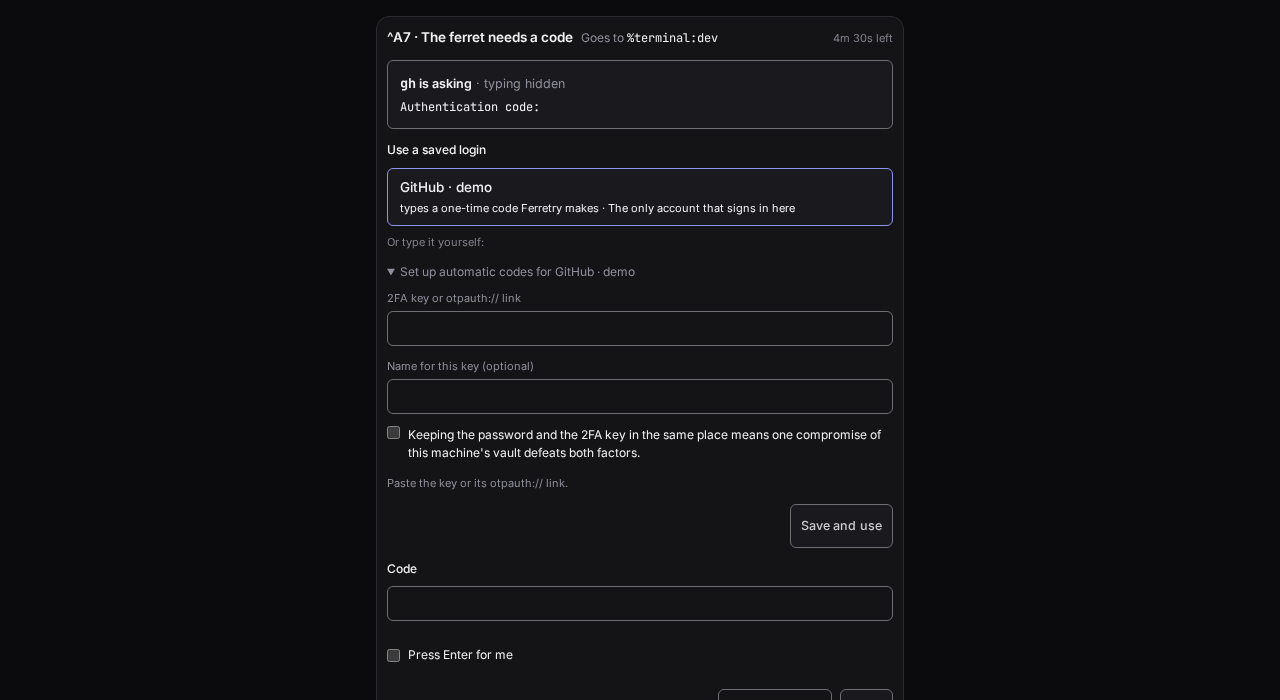 ^A7 · The ferret needs a code Goes to %terminal:dev 4m 30s left
gh is asking · typing hidden
Authentication code:
Use a saved login
GitHub · demo
types a one-time code Ferretry makes · The only account that signs in here
Or type it yourself:
▼ Set up automatic codes for GitHub · demo
2FA key or otpauth:// link
Name for this key (optional)
Keeping the password and the 2FA key in the same place means one compromise of
this machine's vault defeats both factors.
Paste the key or its otpauth:// link.
Save and use
Code
Press Enter for me